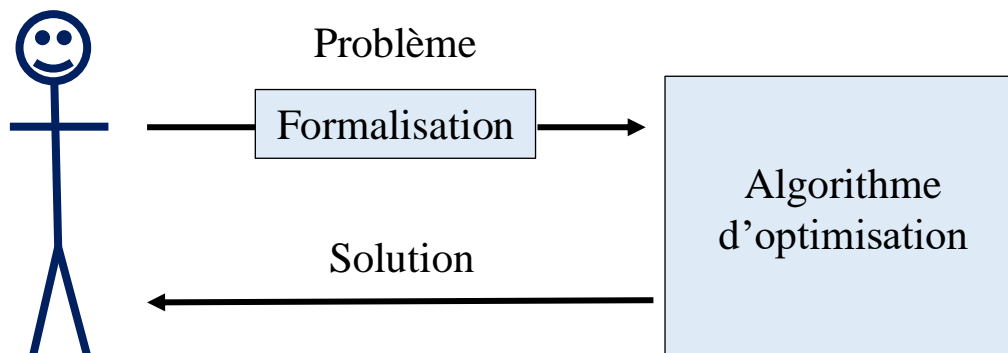 Problème
Formalisation
Algorithme
d’optimisation
Solution